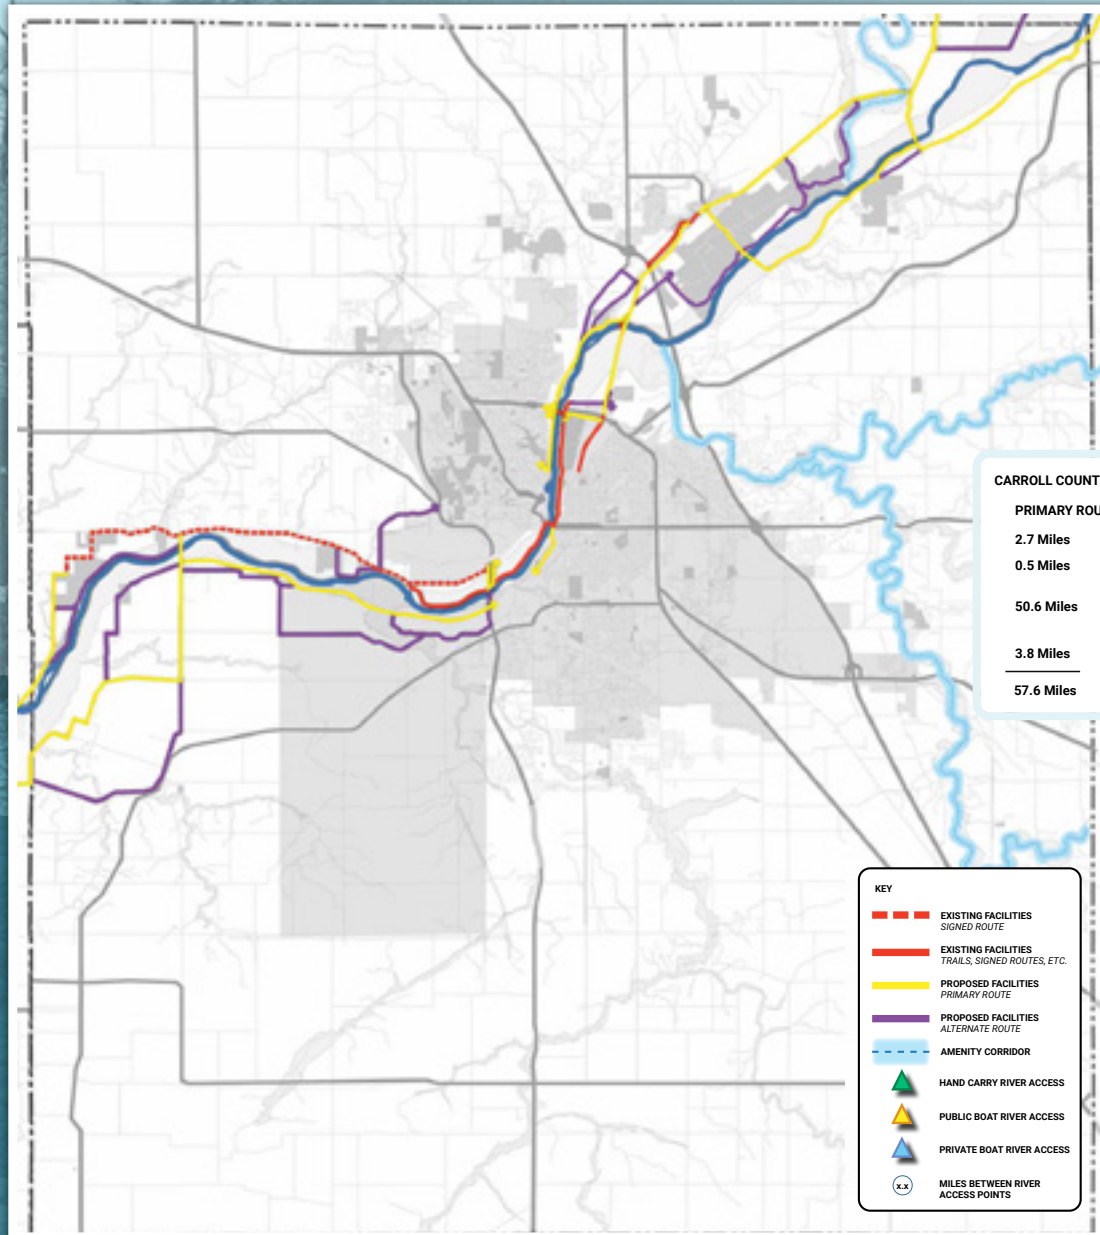 CARROLL COUNT
PRIMARY ROU
2.7 Miles
0.5 Miles
50.6 Miles
3.8 Miles
57.6 Miles
KEY
EXISTING FACILITIES
SIGNED ROUTE
EXISTING FACILITIES
TRAILS, SIGNED ROUTES, ETC.
PROPOSED FACILITIES
PRIMARY ROUTE
PROPOSED FACILITIES
ALTERNATE ROUTE
AMENITY CORRIDOR
HAND CARRY RIVER ACCESS
PUBLIC BOAT RIVER ACCESS
PRIVATE BOAT RIVER ACCESS
x.x MILES BETWEEN RIVER
ACCESS POINTS